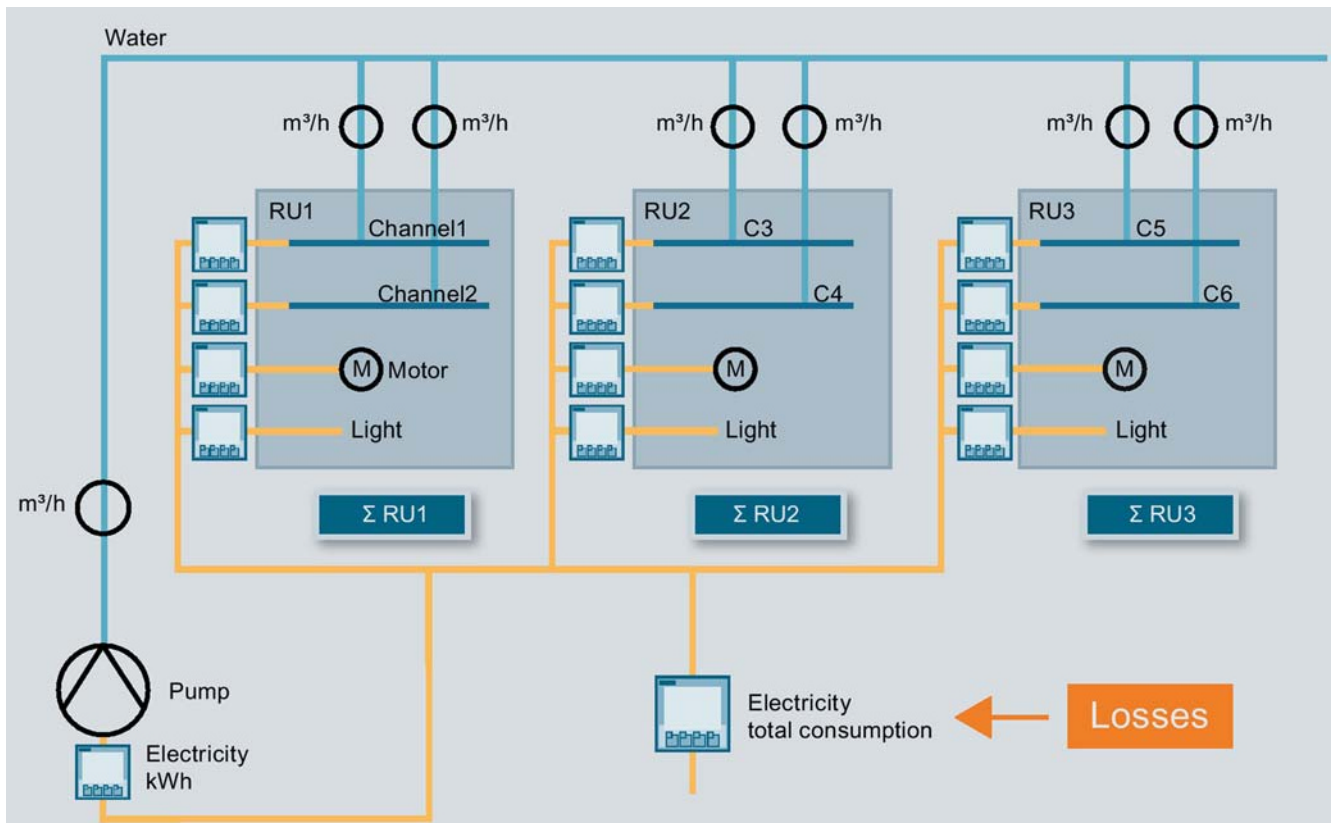 Water
m³/h
m³/h
m³/h
m³/h
m³/h
m³/h
RU1
Channel1
Channel2
M
Motor
Light
RU2
C3
C4
M
Light
RU3
C5
C6
M
Light
m³/h
Σ RU1
Σ RU2
Σ RU3
Pump
Electricity
kWh
Electricity
total consumption
Losses